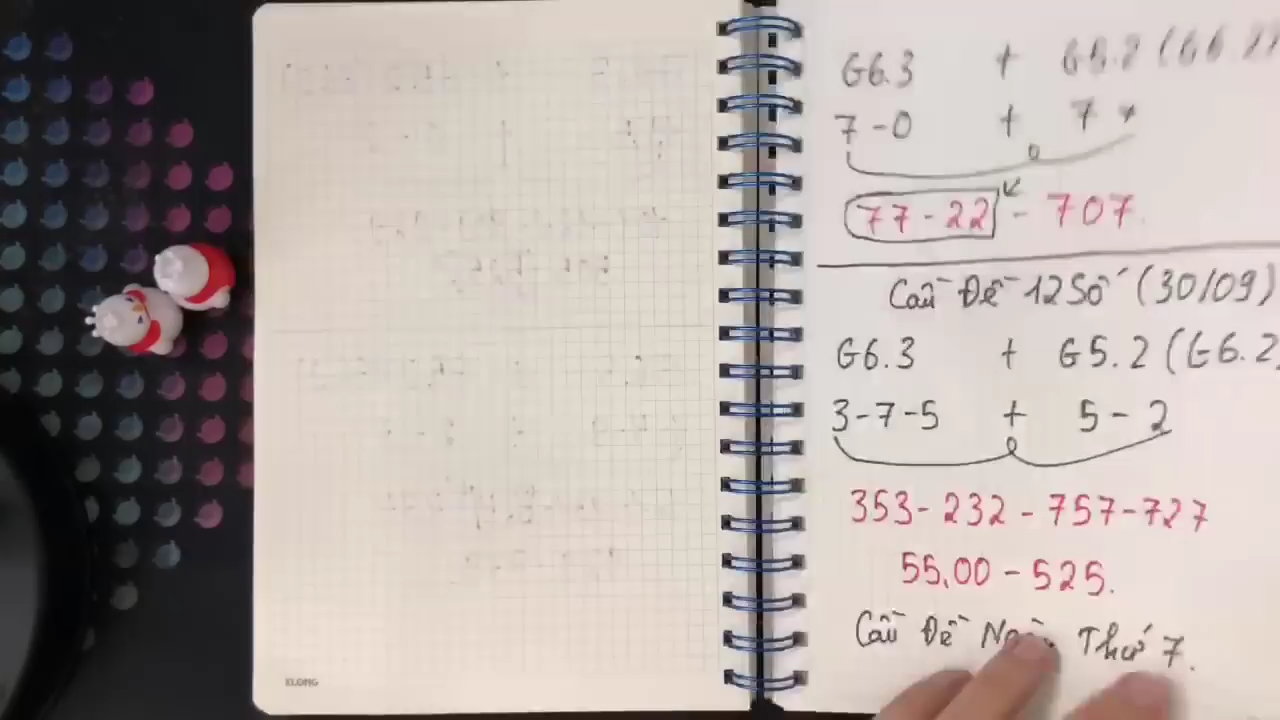 G6.3 + G5.2 (G6.2)
7-0 + 7
77-22 - 707.
Cầu Đề 12 Số (30/09)
G6.3 + G5.2 (G6.2
3-7-5 + 5-2
353-232-757-727
55,00-525.
Cầu Đề Thứ 7.
KLONG